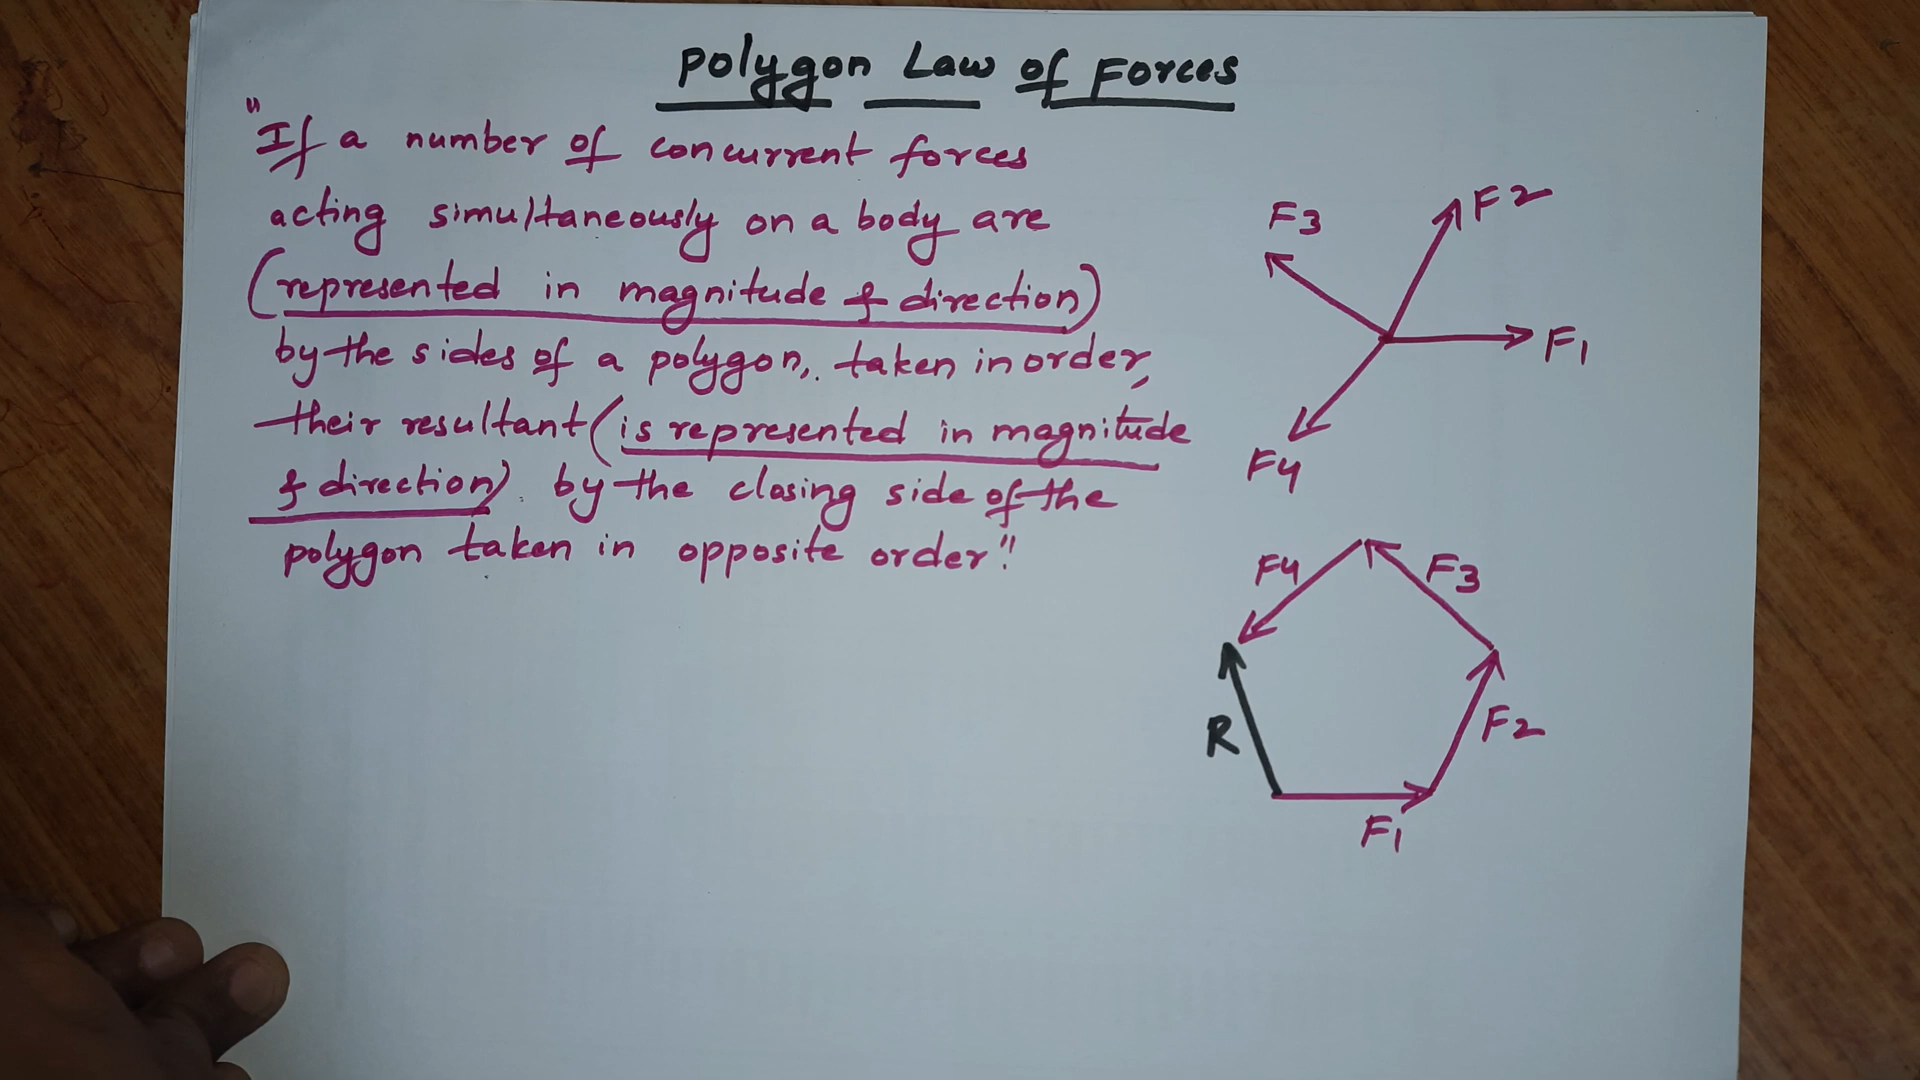 Polygon Law of Forces
"If a number of concurrent forces
acting simultaneously on a body are
(represented in magnitude & direction)
by the sides of a polygon, taken in order,
their resultant (is represented in magnitude
& direction) by the closing side of the
polygon taken in opposite order."
F3
F2
F1
F4
F4
F3
R
F2
F1